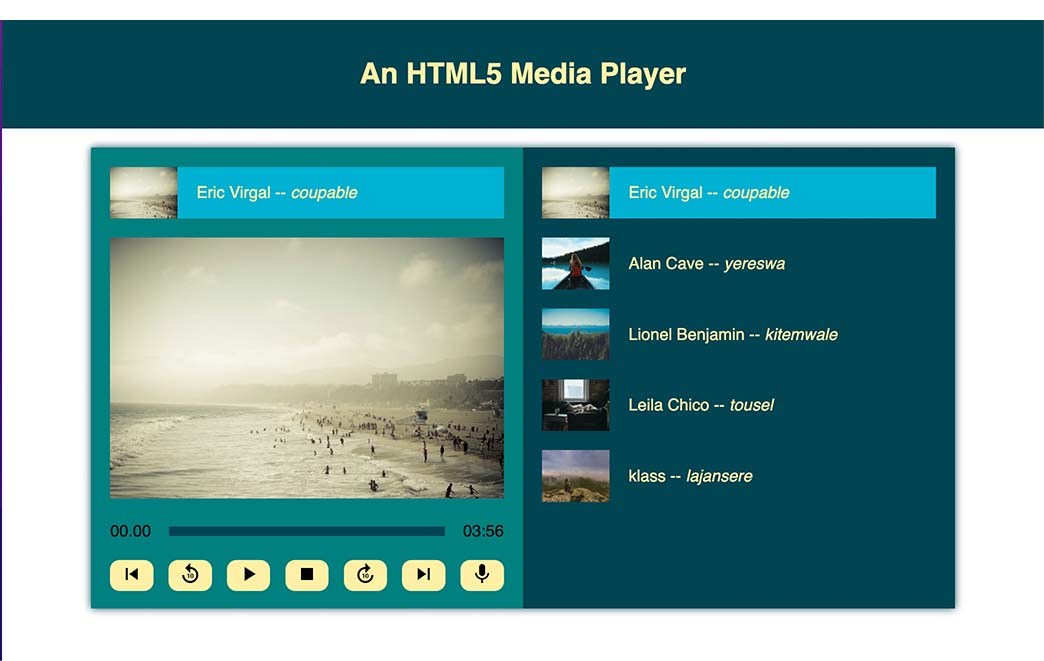 An HTML5 Media Player
Eric Virgal -- coupable
00.00
03:56
10
10
Eric Virgal -- coupable
Alan Cave -- yereswa
Lionel Benjamin -- kitemwale
Leila Chico -- tousel
klass -- lajansere